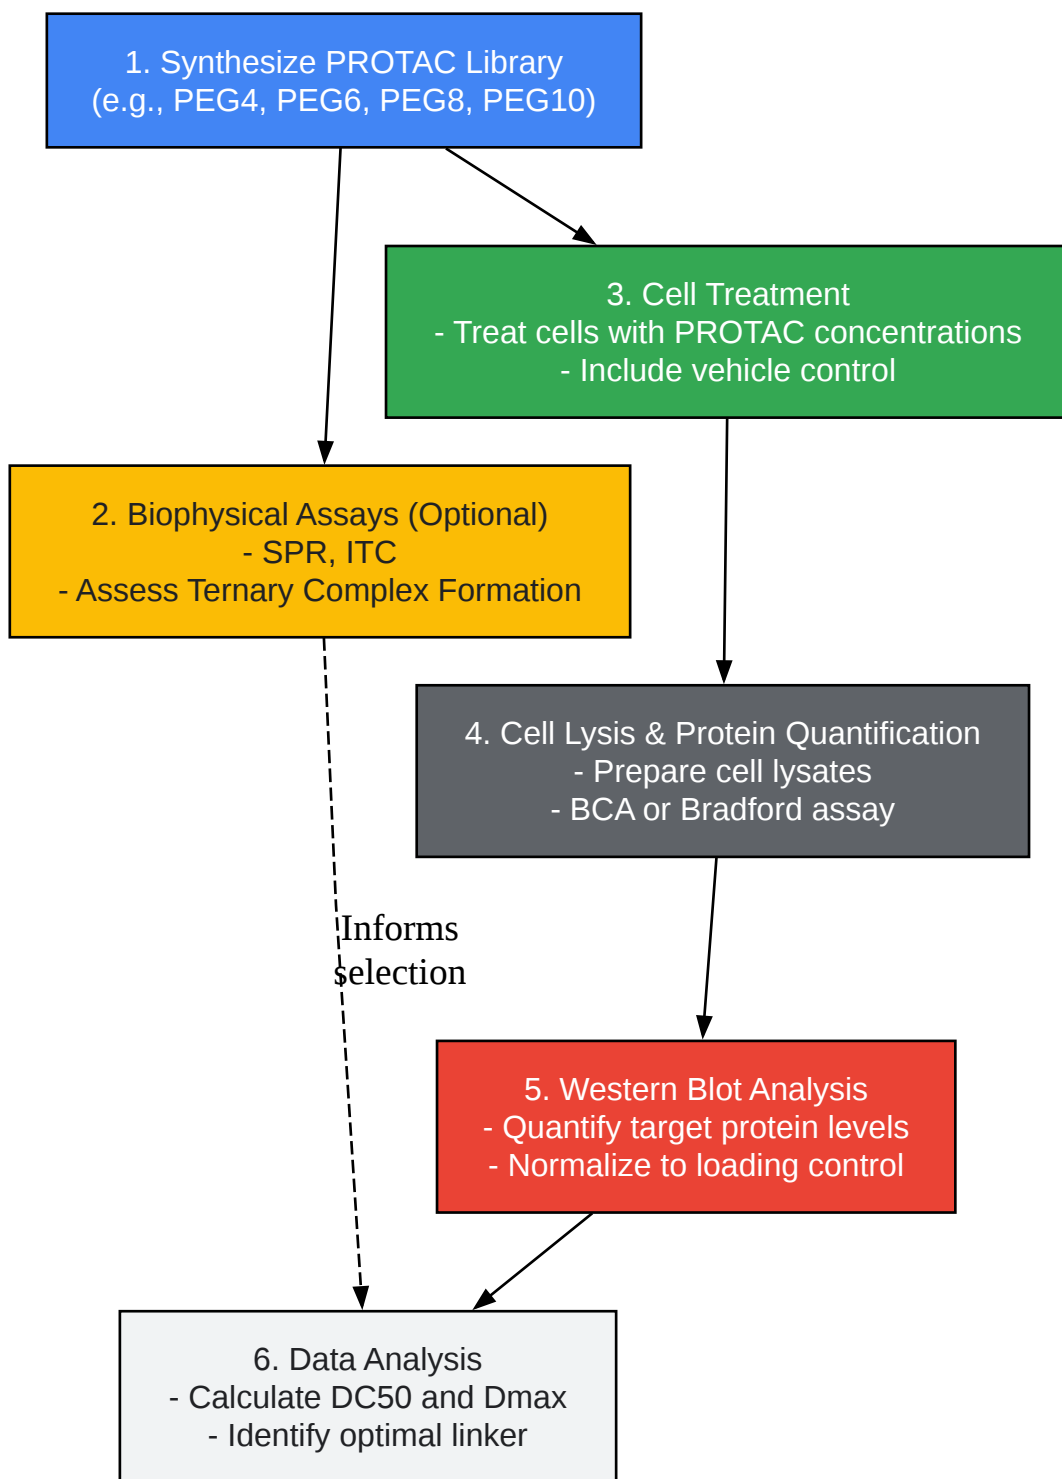 1. Synthesize PROTAC Library
(e.g., PEG4, PEG6, PEG8, PEG10)
3. Cell Treatment
- Treat cells with PROTAC concentrations
- Include vehicle control
2. Biophysical Assays (Optional)
- SPR, ITC
- Assess Ternary Complex Formation
4. Cell Lysis & Protein Quantification
- Prepare cell lysates
- BCA or Bradford assay
Informs
selection
5. Western Blot Analysis
- Quantify target protein levels
- Normalize to loading control
6. Data Analysis
- Calculate DC50 and Dmax
- Identify optimal linker